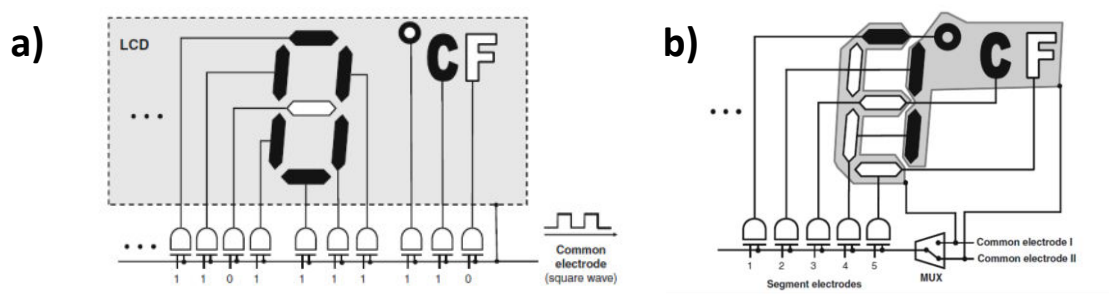 a)
LCD
C F
1 1 0 1 1 1 1 1 1 0
Common
electrode
(square wave)
b)
C F
1 2 3 4 5
Segment electrodes
MUX
Common electrode I
Common electrode II